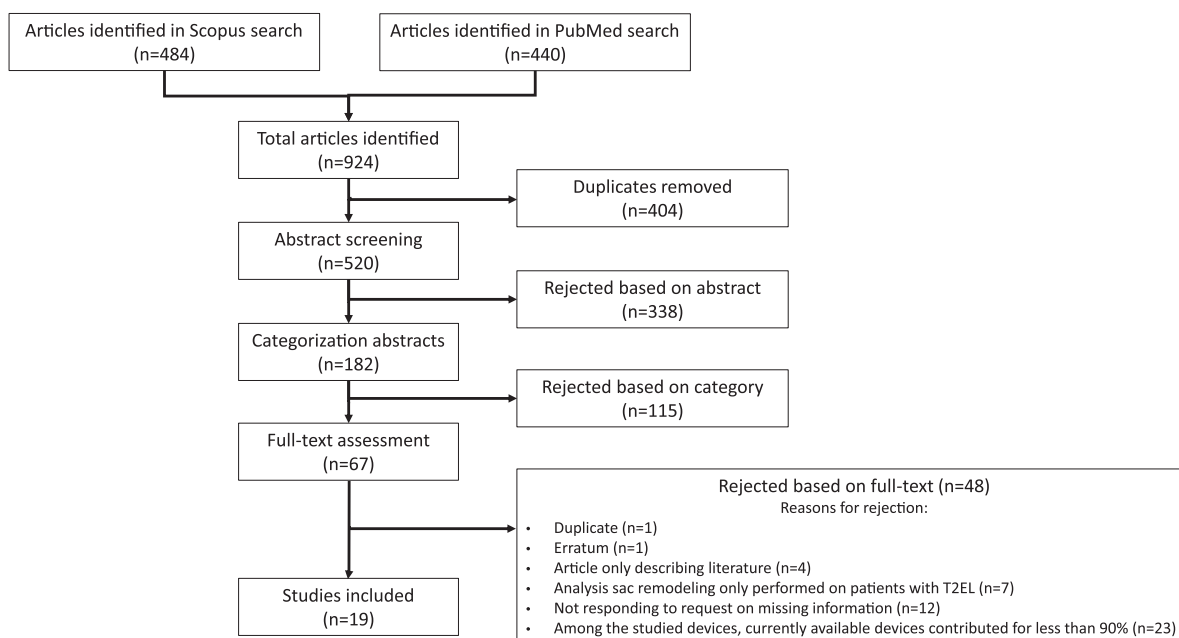 Articles identified in Scopus search
(n=484)
Articles identified in PubMed search
(n=440)
Total articles identified
(n=924)
Duplicates removed
(n=404)
Abstract screening
(n=520)
Rejected based on abstract
(n=338)
Categorization abstracts
(n=182)
Rejected based on category
(n=115)
Full-text assessment
(n=67)
Rejected based on full-text (n=48)
Reasons for rejection:
• Duplicate (n=1)
• Erratum (n=1)
• Article only describing literature (n=4)
• Analysis sac remodeling only performed on patients with T2EL (n=7)
• Not responding to request on missing information (n=12)
• Among the studied devices, currently available devices contributed for less than 90% (n=23)
Studies included
(n=19)